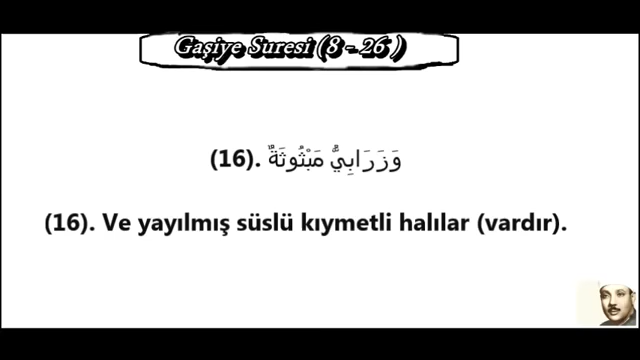 Gaşiye Suresi (8 - 26 )
(16). وَزَرَابِيُّ مَبْثُوثَةٌ
(16). Ve yayılmış süslü kıymetli halılar (vardır).